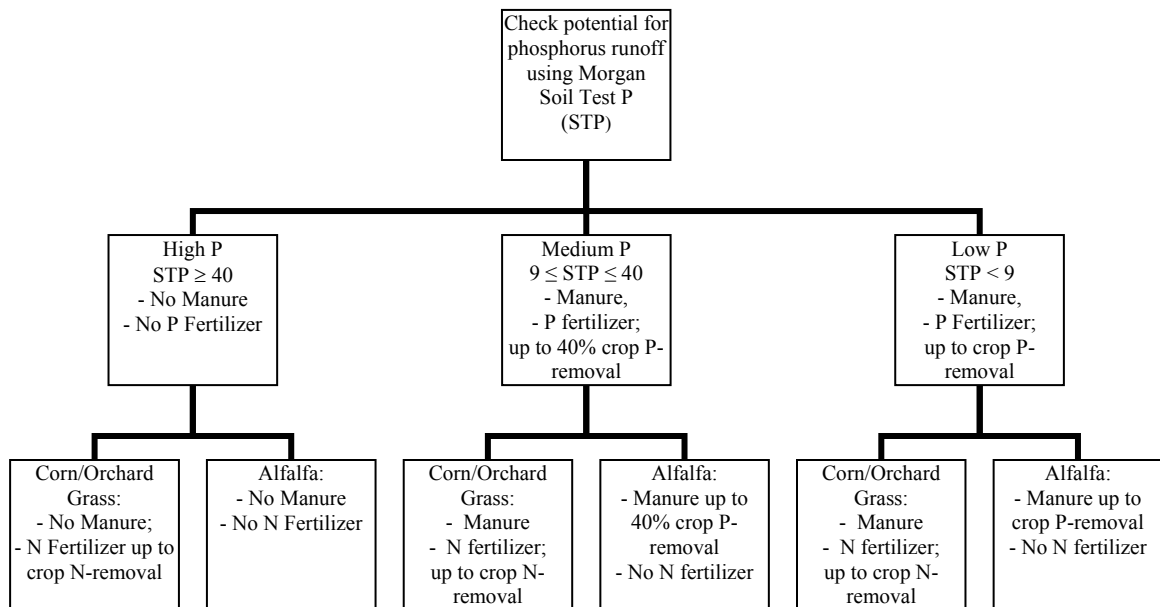 Check potential for
phosphorus runoff
using Morgan
Soil Test P
(STP)
High P
STP ≥ 40
- No Manure
- No P Fertilizer
Medium P
9 ≤ STP ≤ 40
- Manure,
- P fertilizer;
up to 40% crop P-
removal
Low P
STP < 9
- Manure,
- P Fertilizer;
up to crop P-
removal
Corn/Orchard
Grass:
- No Manure;
- N Fertilizer up to
crop N-removal
Alfalfa:
- No Manure
- No N Fertilizer
Corn/Orchard
Grass:
- Manure
- N fertilizer;
up to crop N-
removal
Alfalfa:
- Manure up to
40% crop P-
removal
- No N fertilizer
Corn/Orchard
Grass:
- Manure
- N fertilizer;
up to crop N-
removal
Alfalfa:
- Manure up to
crop P-removal
- No N fertilizer